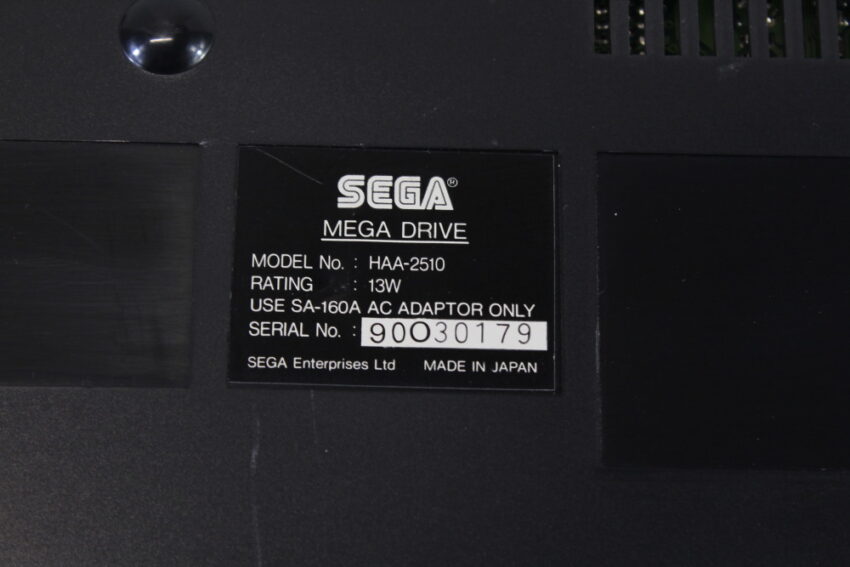 SEGA®
MEGA DRIVE
MODEL No. : HAA-2510
RATING : 13W
USE SA-160A AC ADAPTOR ONLY
SERIAL No. : 90O30179
SEGA Enterprises Ltd MADE IN JAPAN